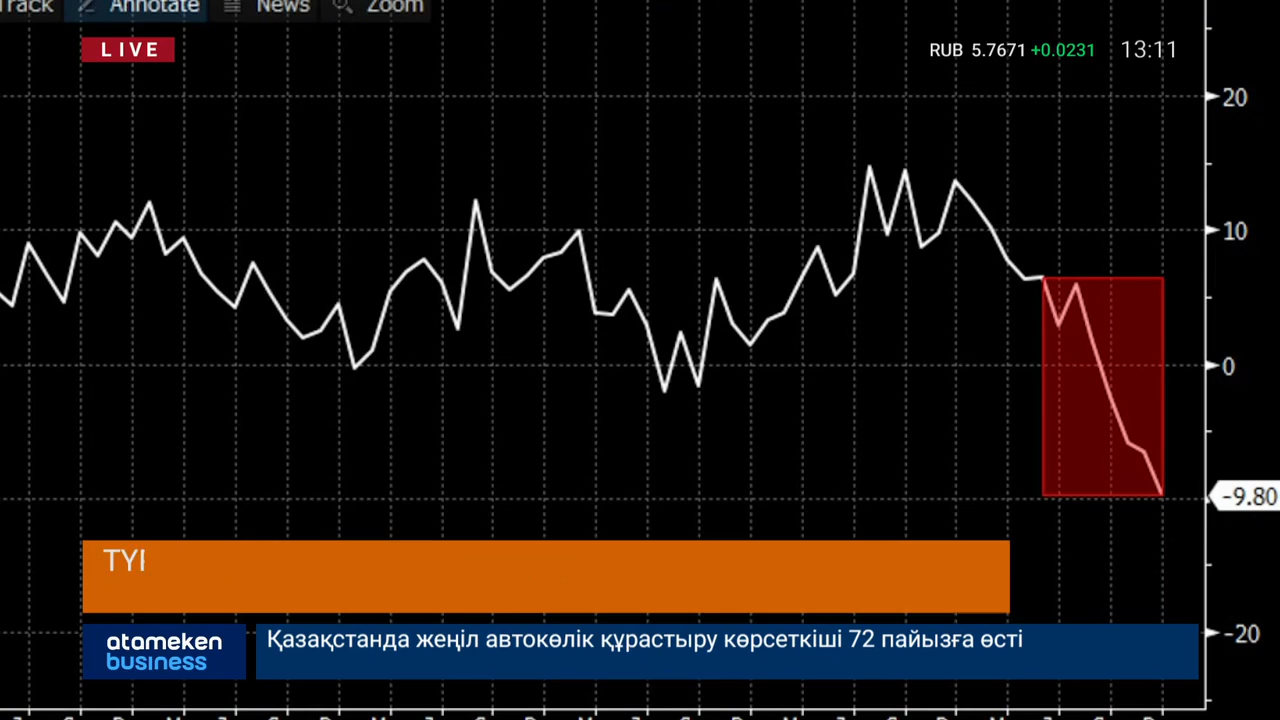 Track Annotate News Zoom
LIVE
RUB 5.7671 +0.0231 13:11
20
10
0
-9.80
-20
TYI
atameken
business
Қазақстанда жеңіл автокөлік құрастыру көрсеткіші 72 пайызға өсті